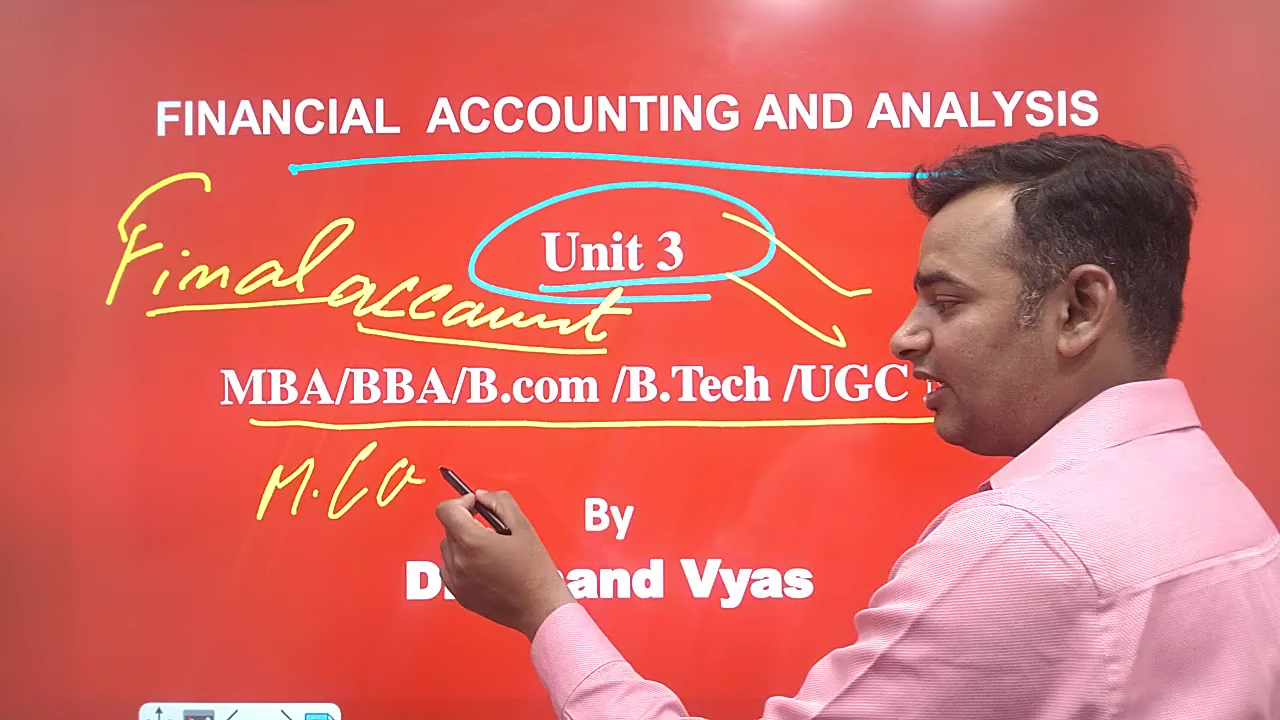 FINANCIAL ACCOUNTING AND ANALYSIS
Unit 3
Final account
MBA/BBA/B.com /B.Tech /UGC
M.Co
By
and Vyas